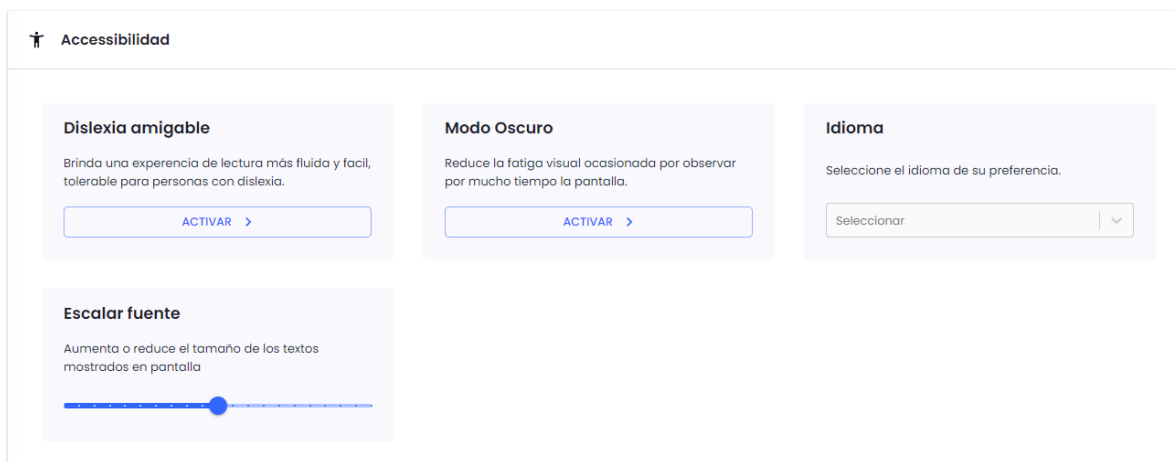 Accessibilidad
Dislexia amigable
Brinda una experencia de lectura más fluida y facil,
tolerable para personas con dislexia.
ACTIVAR
Modo Oscuro
Reduce la fatiga visual ocasionada por observar
por mucho tiempo la pantalla.
ACTIVAR
Idioma
Seleccione el idioma de su preferencia.
Seleccionar
Escalar fuente
Aumenta o reduce el tamaño de los textos
mostrados en pantalla